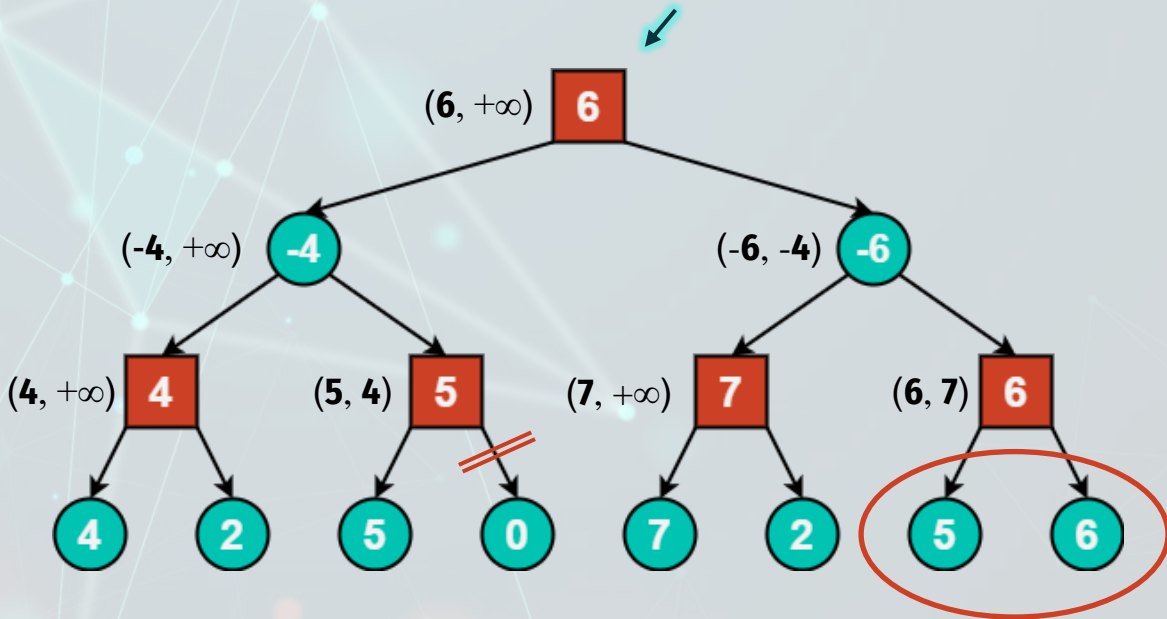 (6, +∞) 6
(-4, +∞) -4 (-6, -4) -6
(4, +∞) 4 (5, 4) 5 (7, +∞) 7 (6, 7) 6
4 2 5 0 7 2 5 6